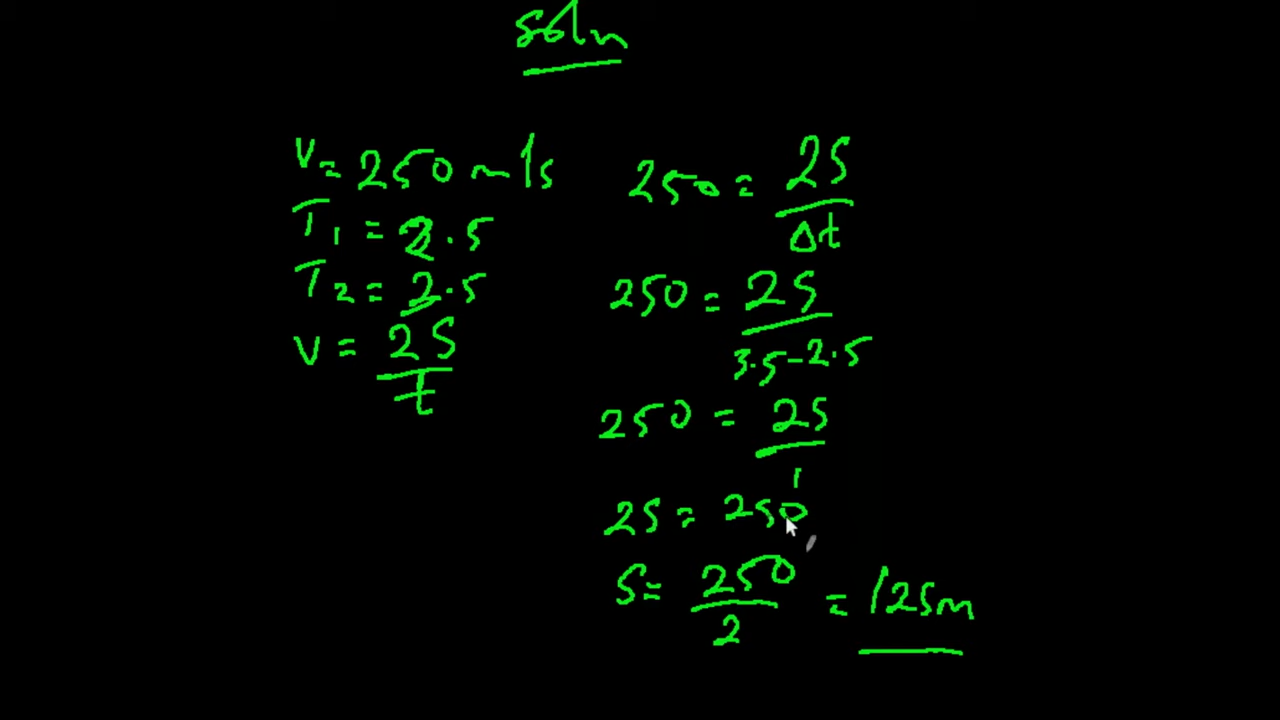 soln
V = 250 m/s
T1 = 2.5
T2 = 2.5
V = 2S/t
250 = 2S/Δt
250 = 2S/3.5-2.5
250 = 2S/1
2S = 250
S = 250/2 = 125m